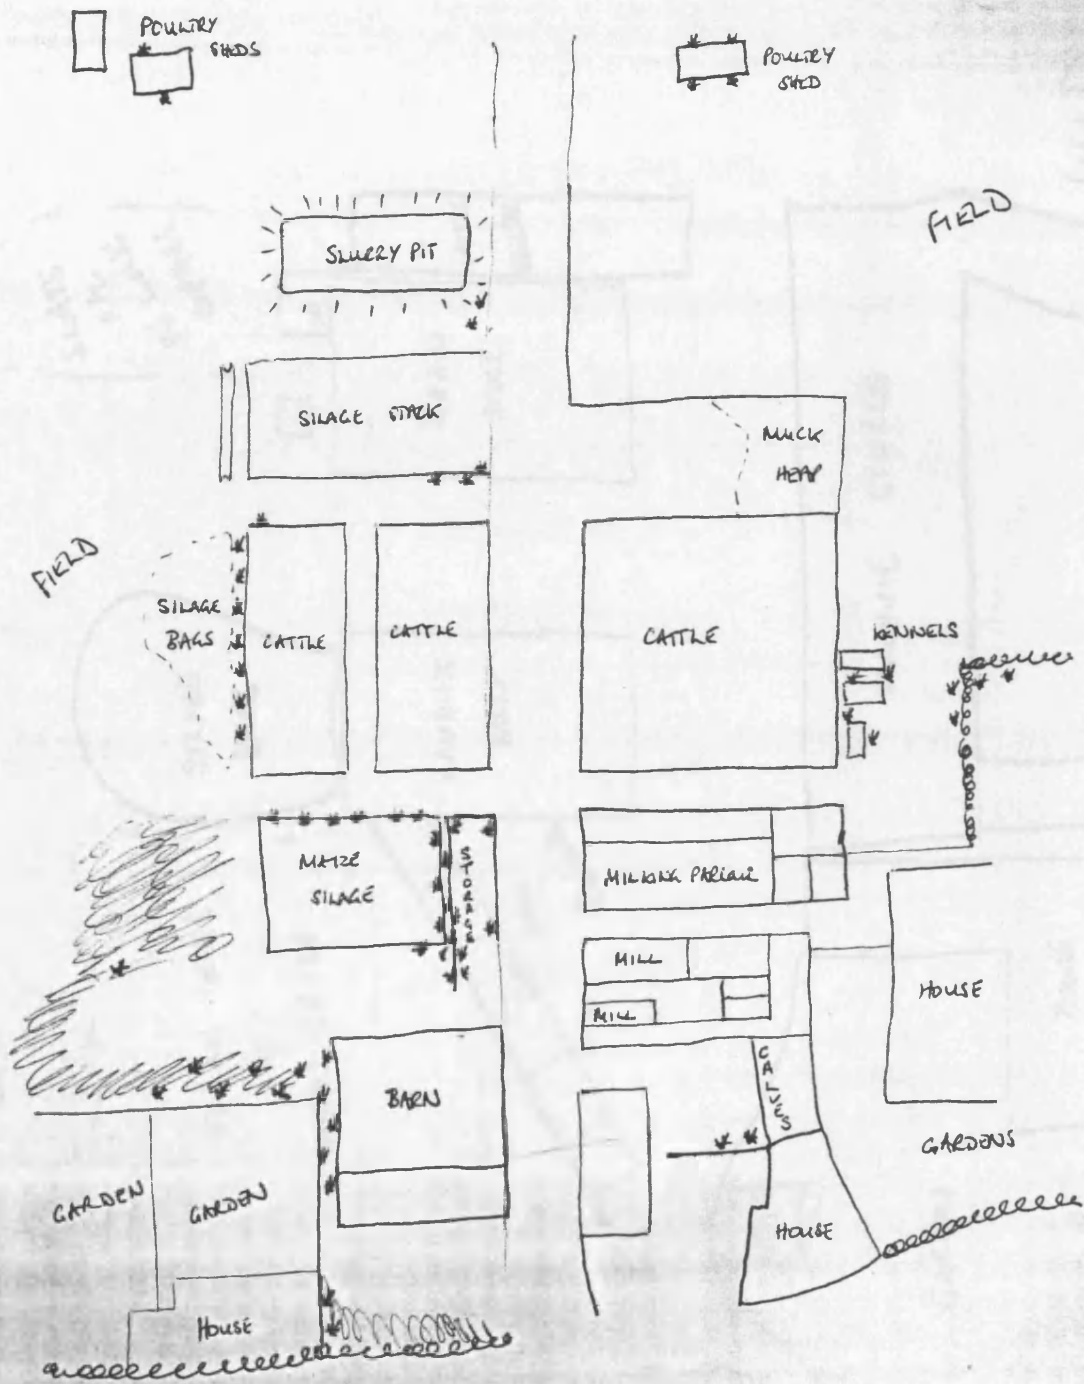 POULTRY
SHEDS
POULTRY
SHED
FIELD
SLURRY PIT
SILAGE STACK
MUCK
HEAP
FIELD
SILAGE
BAGS
CATTLE
CATTLE
CATTLE
KENNELS
MAIZE
SILAGE
STORAGE
MILKING PARLOUR
MILL
MILL
HOUSE
CALVES
BARN
GARDENS
GARDEN
GARDEN
HOUSE
HOUSE